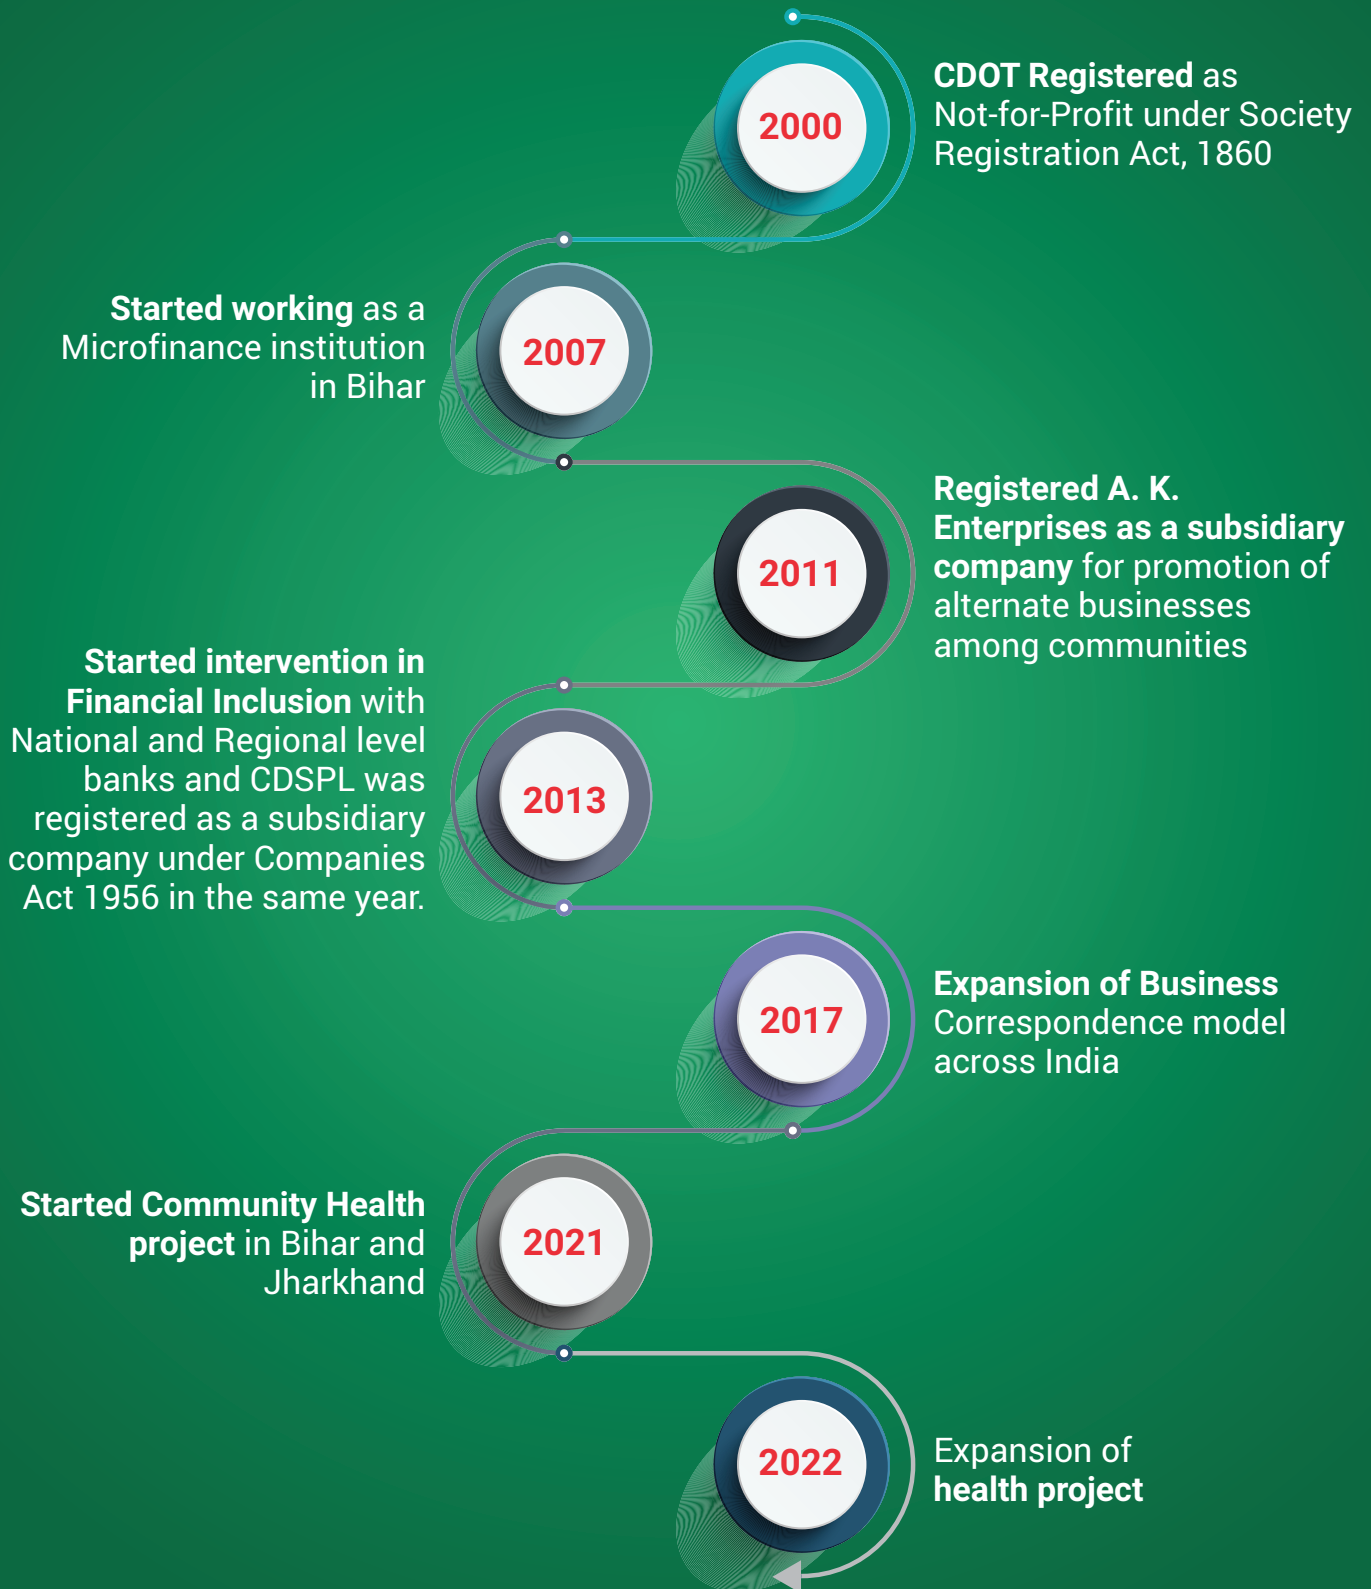 2000
CDOT Registered as
Not-for-Profit under Society
Registration Act, 1860
2007
Started working as a
Microfinance institution
in Bihar
2011
Registered A. K.
Enterprises as a subsidiary
company for promotion of
alternate businesses
among communities
2013
Started intervention in
Financial Inclusion with
National and Regional level
banks and CDSPL was
registered as a subsidiary
company under Companies
Act 1956 in the same year.
2017
Expansion of Business
Correspondence model
across India
2021
Started Community Health
project in Bihar and
Jharkhand
2022
Expansion of
health project